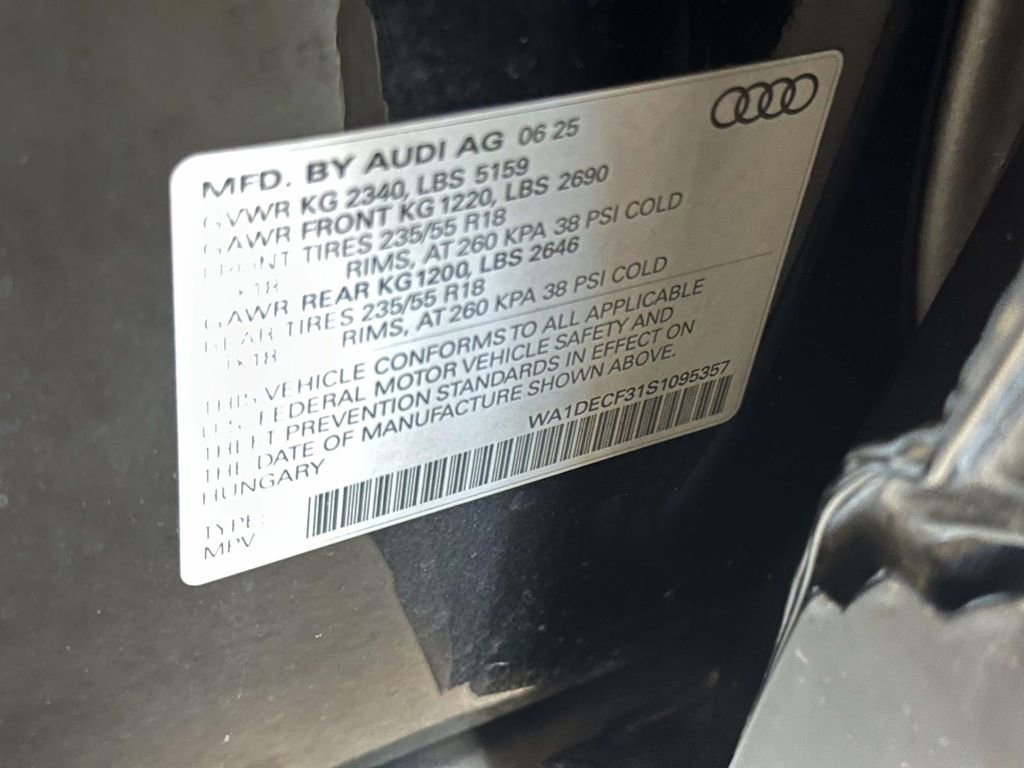 MFD. BY AUDI AG 06 25
GVWR KG 2340, LBS 5159
GAWR FRONT KG 1220, LBS 2690
FRONT TIRES 235/55 R18
RIMS, AT 260 KPA 38 PSI COLD
GAWR REAR KG 1200, LBS 2646
REAR TIRES 235/55 R18
RIMS, AT 260 KPA 38 PSI COLD
THIS VEHICLE CONFORMS TO ALL APPLICABLE
U.S. FEDERAL MOTOR VEHICLE SAFETY AND
THEFT PREVENTION STANDARDS IN EFFECT ON
THE DATE OF MANUFACTURE SHOWN ABOVE.
HUNGARY
WA1DECF31S1095357
TYPE:
MPV